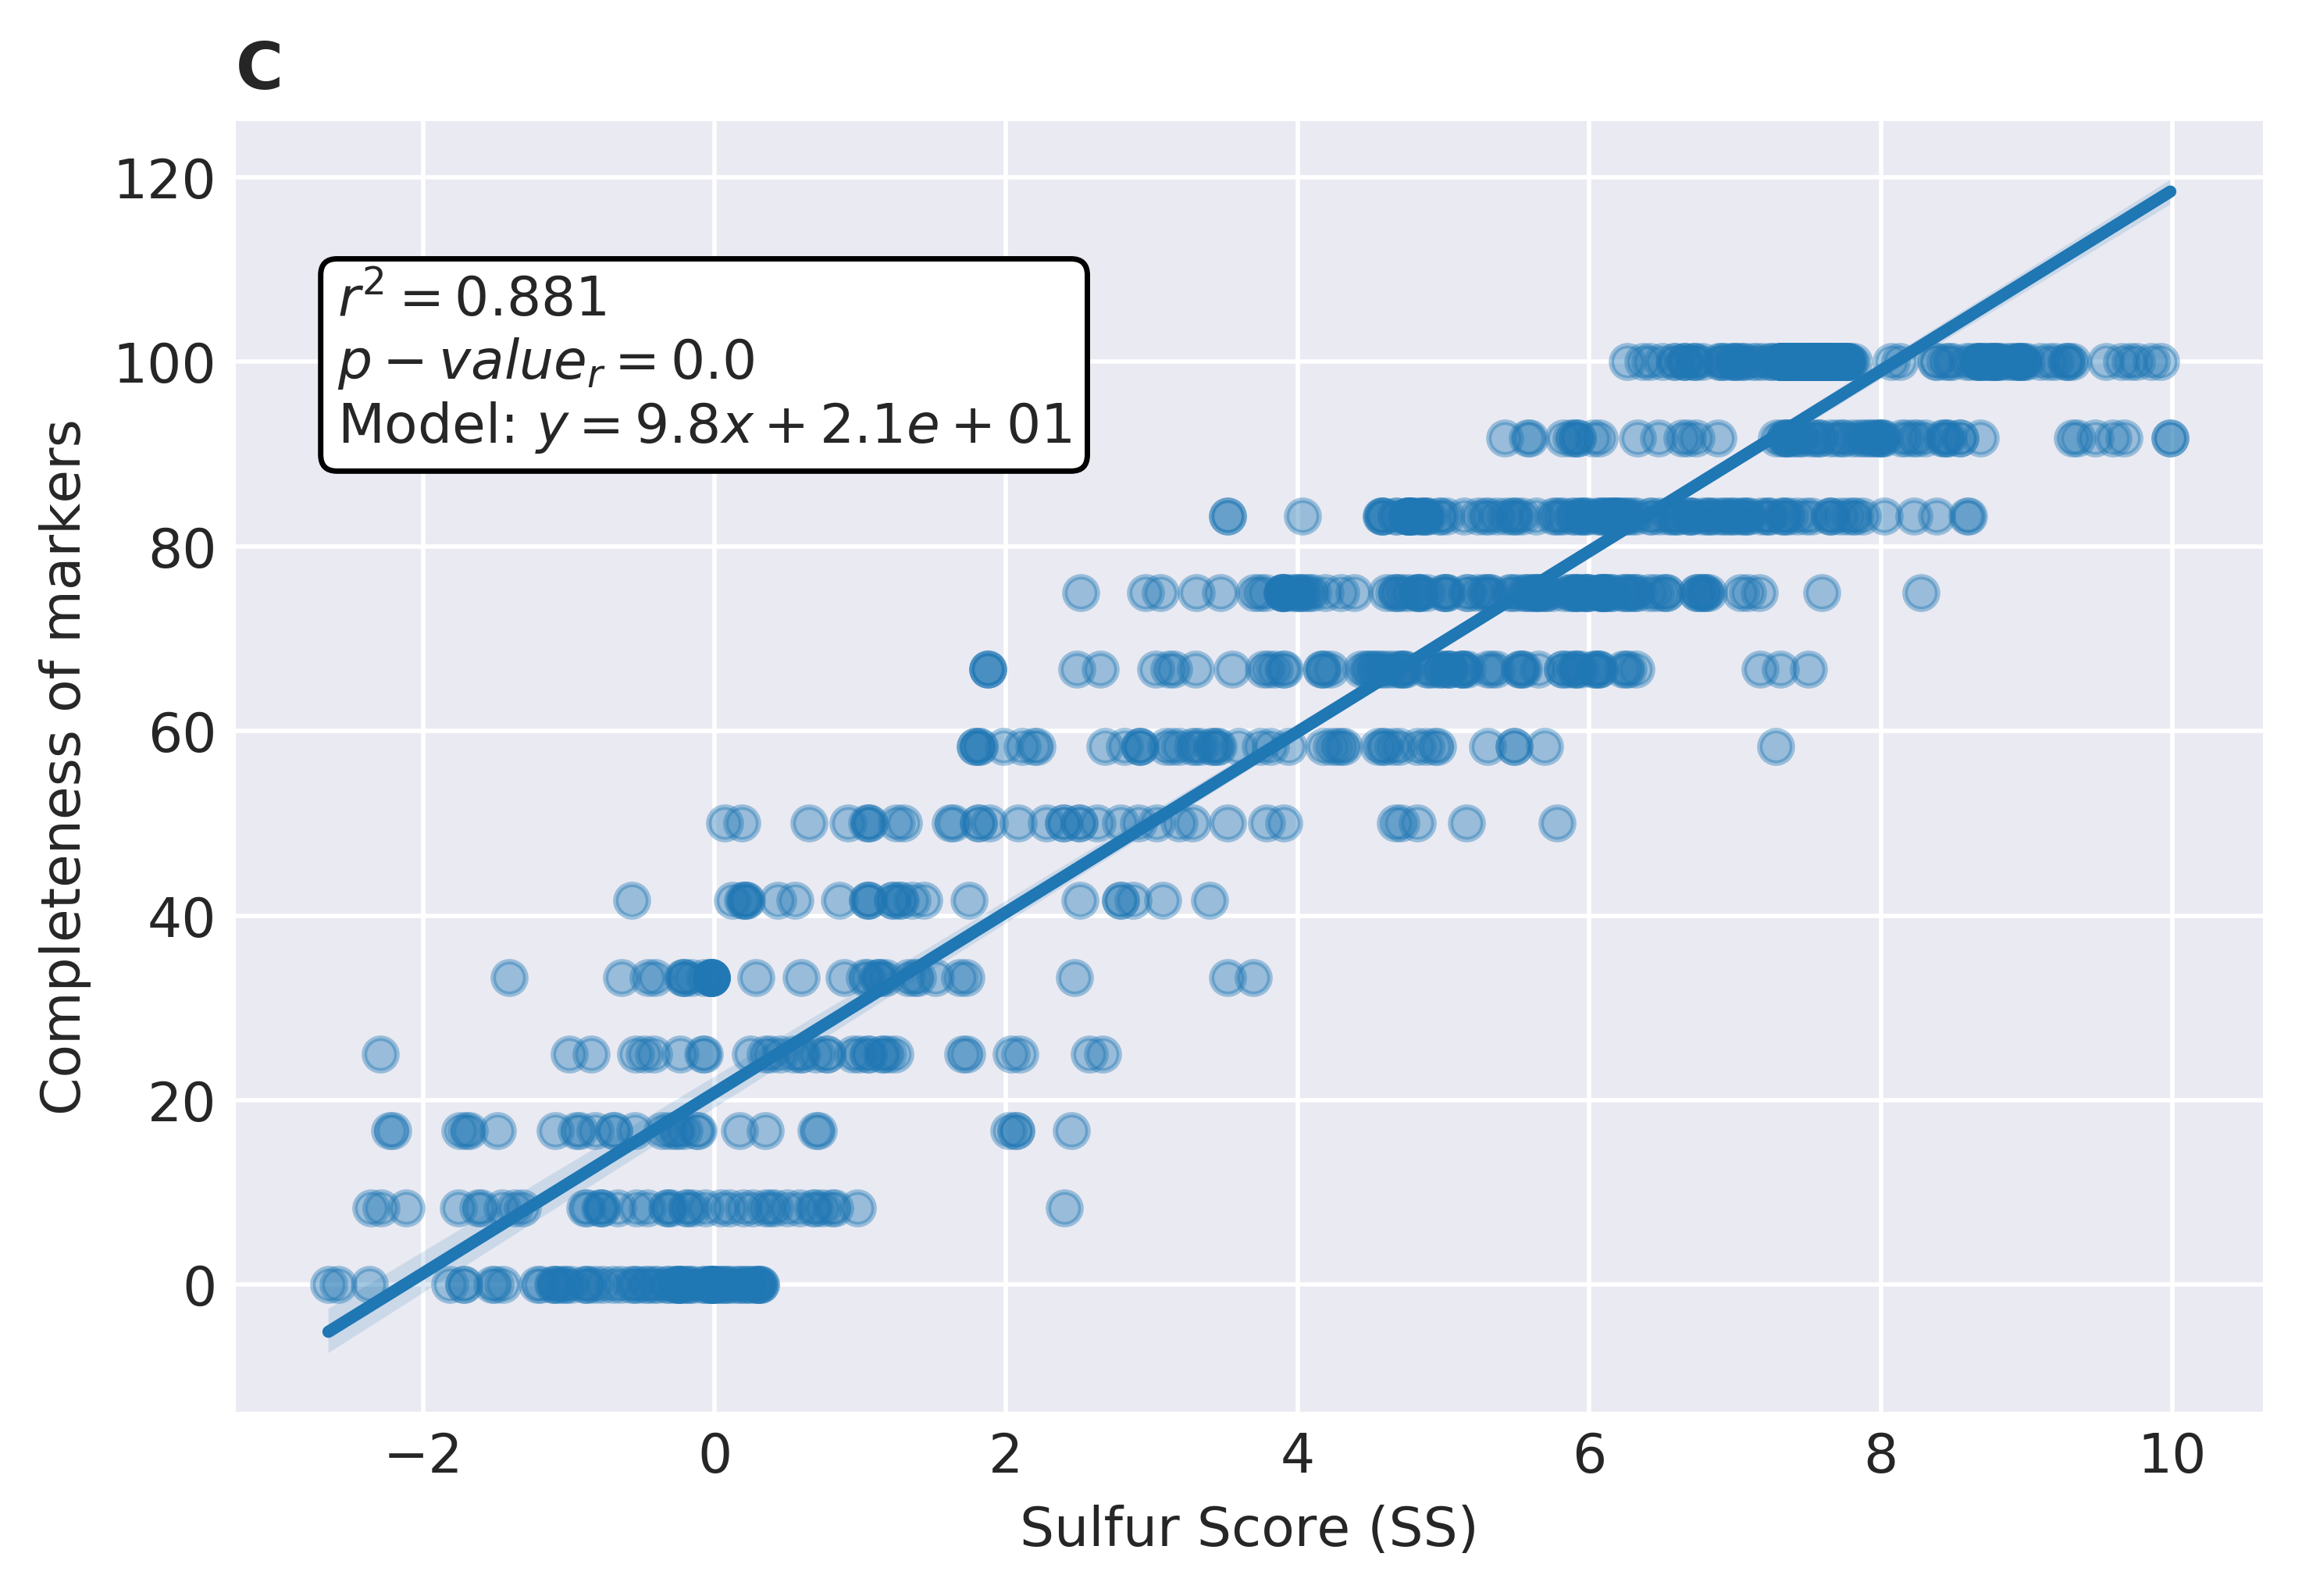 C
120
100
80
60
40
20
0
Completeness of markers
r² = 0.881
p − valueᵣ = 0.0
Model: y = 9.8x + 2.1e + 01
−2 0 2 4 6 8 10
Sulfur Score (SS)